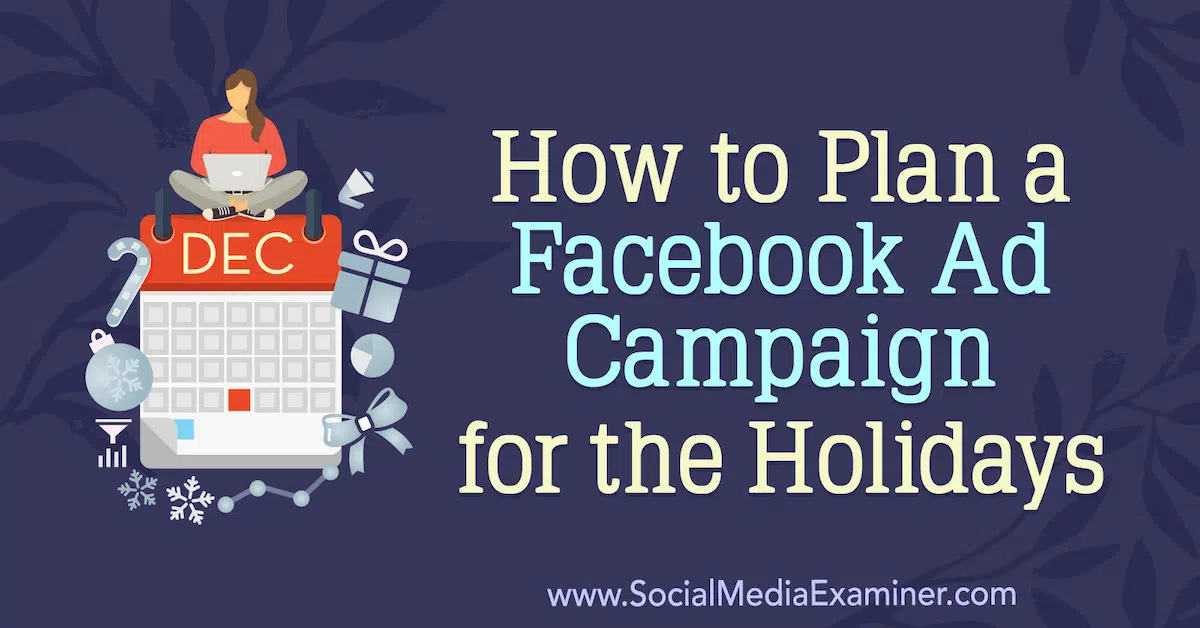 DEC
How to Plan a
Facebook Ad
Campaign
for the Holidays
www.SocialMediaExaminer.com